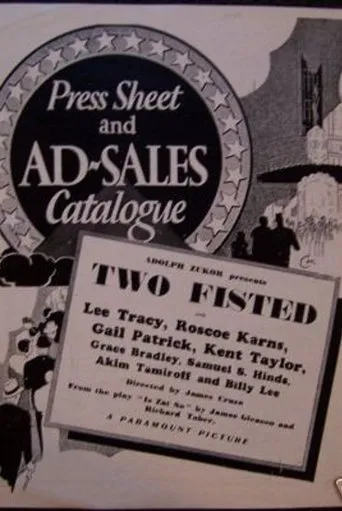 Press Sheet
and
AD-SALES
Catalogue
ADOLPH ZUKOR presents
TWO FISTED
with
Lee Tracy, Roscoe Karns,
Gail Patrick, Kent Taylor,
Grace Bradley, Samuel S. Hinds,
Akim Tamiroff and Billy Lee
Directed by James Cruze
From the play "Is Zat So" by James Gleason and
Richard Taber.
A PARAMOUNT PICTURE